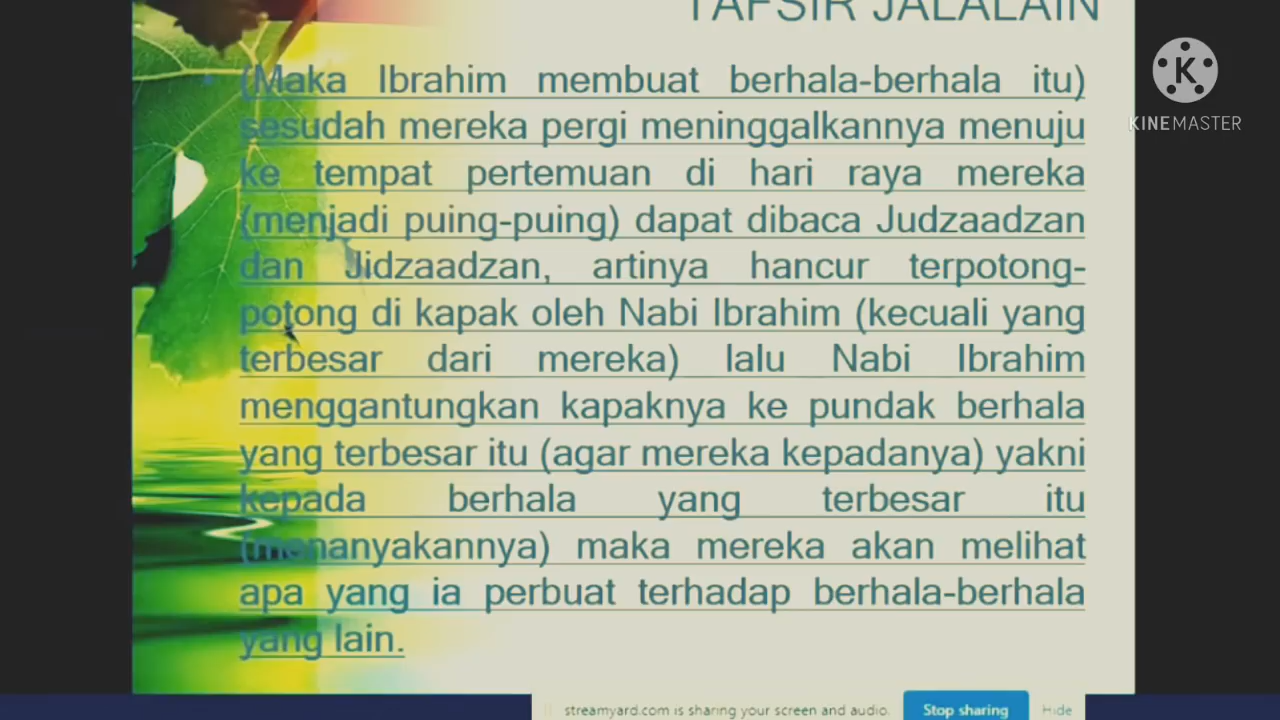 TAFSIR JALALAIN
(Maka Ibrahim membuat berhala-berhala itu)
sesudah mereka pergi meninggalkannya menuju
ke tempat pertemuan di hari raya mereka
(menjadi puing-puing) dapat dibaca Judzaadzan
dan Jidzaadzan, artinya hancur terpotong-
potong di kapak oleh Nabi Ibrahim (kecuali yang
terbesar dari mereka) lalu Nabi Ibrahim
menggantungkan kapaknya ke pundak berhala
yang terbesar itu (agar mereka kepadanya) yakni
kepada berhala yang terbesar itu
(menanyakannya) maka mereka akan melihat
apa yang ia perbuat terhadap berhala-berhala
yang lain.
K
KINEMASTER
streamyard.com is sharing your screen and audio.
Stop sharing
Hide